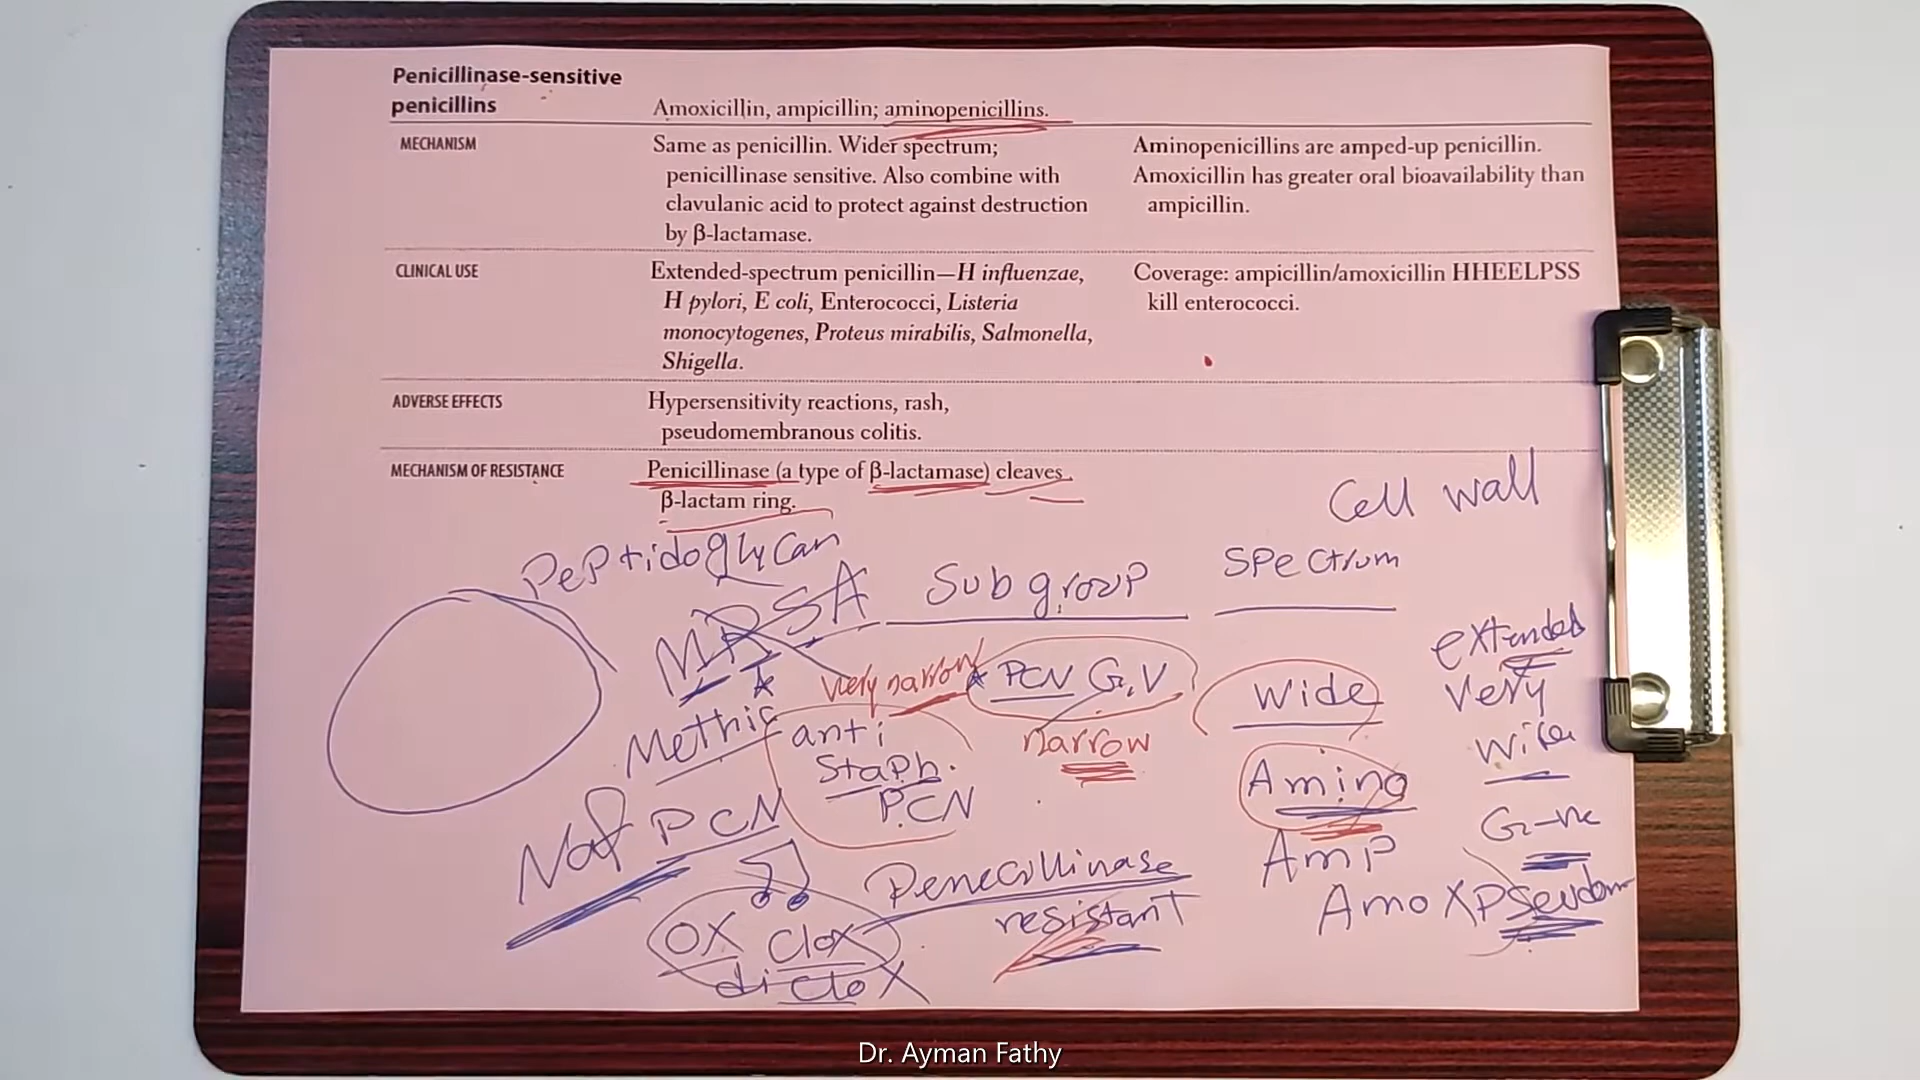 Penicillinase-sensitive
penicillins
Amoxicillin, ampicillin; aminopenicillins.
MECHANISM
Same as penicillin. Wider spectrum;
penicillinase sensitive. Also combine with
clavulanic acid to protect against destruction
by β-lactamase.
Aminopenicillins are amped-up penicillin.
Amoxicillin has greater oral bioavailability than
ampicillin.
CLINICAL USE
Extended-spectrum penicillin—H influenzae,
H pylori, E coli, Enterococci, Listeria
monocytogenes, Proteus mirabilis, Salmonella,
Shigella.
Coverage: ampicillin/amoxicillin HHEELPSS
kill enterococci.
ADVERSE EFFECTS
Hypersensitivity reactions, rash,
pseudomembranous colitis.
MECHANISM OF RESISTANCE
Penicillinase (a type of β-lactamase) cleaves
β-lactam ring.
Cell wall
Peptidoglycan
MRSA
Subgroup
Spectrum
very narrow
PCN G,V
narrow
Wide
extended
very
Methic
anti
Staph.
PCN
Amino
Amp
Amox
G-ve
Pseudom
Naf PCN
Penecillinase
resistant
OX Clox
diclox
Dr. Ayman Fathy